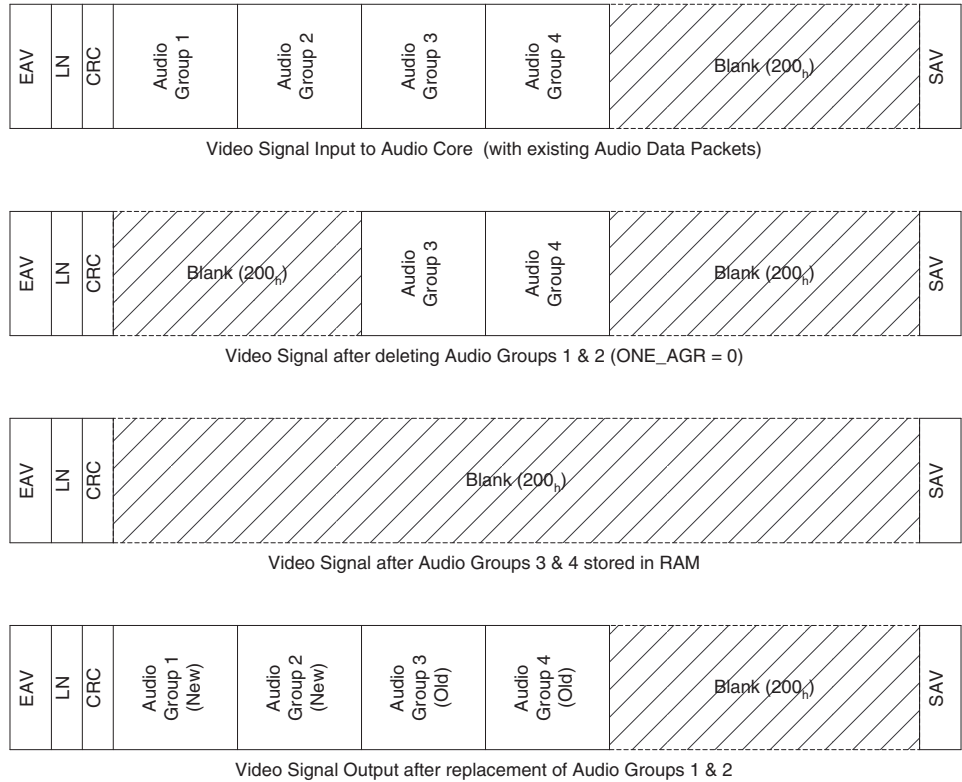 EAV
LN
CRC
Audio
Group 1
Audio
Group 2
Audio
Group 3
Audio
Group 4
Blank (200h)
SAV
Video Signal Input to Audio Core (with existing Audio Data Packets)
EAV
LN
CRC
Blank (200h)
Audio
Group 3
Audio
Group 4
Blank (200h)
SAV
Video Signal after deleting Audio Groups 1 & 2 (ONE_AGR = 0)
EAV
LN
CRC
Blank (200h)
SAV
Video Signal after Audio Groups 3 & 4 stored in RAM
EAV
LN
CRC
Audio
Group 1
(New)
Audio
Group 2
(New)
Audio
Group 3
(Old)
Audio
Group 4
(Old)
Blank (200h)
SAV
Video Signal Output after replacement of Audio Groups 1 & 2